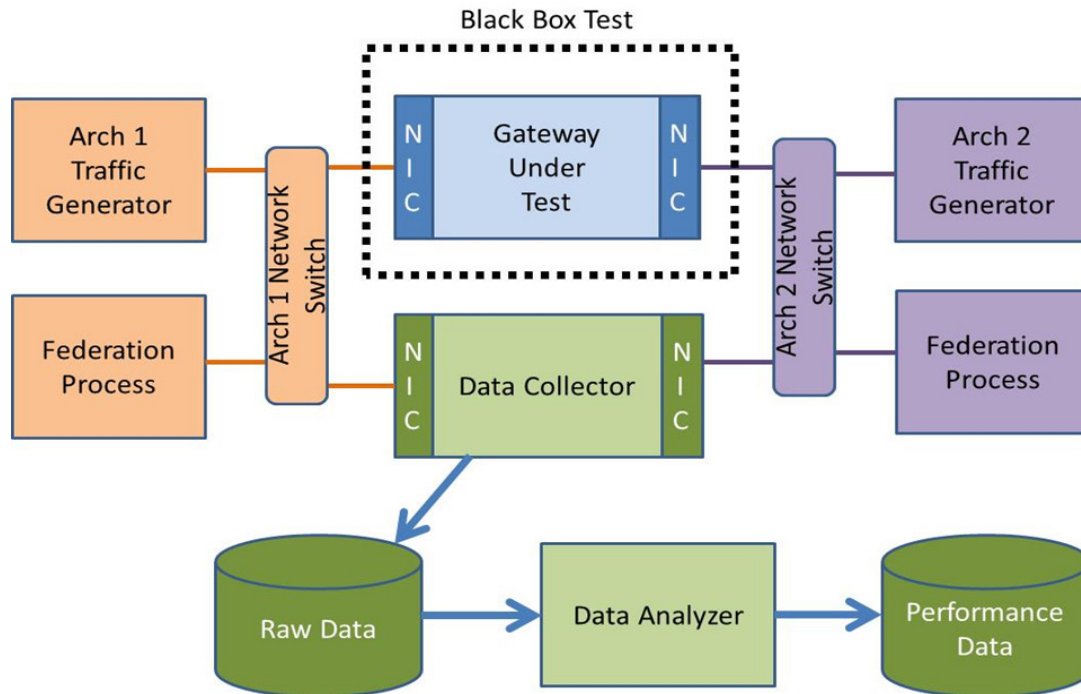 Black Box Test
Arch 1
Traffic
Generator
Arch 1 Network
Switch
N
I
C
Gateway
Under
Test
N
I
C
Arch 2 Network
Switch
Arch 2
Traffic
Generator
Federation
Process
N
I
C
Data Collector
N
I
C
Federation
Process
Raw Data
Data Analyzer
Performance
Data